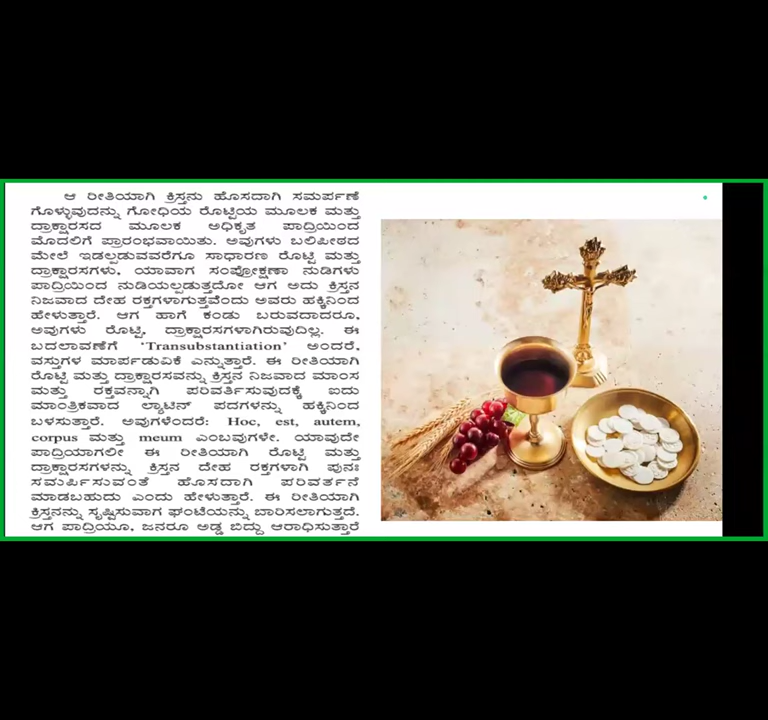 ಆ ರೀತಿಯಾಗಿ ಕ್ರಿಸ್ತನು ಹೊಸದಾಗಿ ಸಮರ್ಪಣೆ
ಗೊಳ್ಳುವುದನ್ನು ಗೋಧಿಯ ರೊಟ್ಟಿಯ ಮೂಲಕ ಮತ್ತು
ದ್ರಾಕ್ಷಾರಸದ ಮೂಲಕ ಅಧಿಕೃತ ಪಾದ್ರಿಯಿಂದ
ಮೊದಲಿಗೆ ಪ್ರಾರಂಭವಾಯಿತು. ಅವುಗಳು ಬಲಿಪೀಠದ
ಮೇಲೆ ಇಡಲ್ಪಡುವವರೆಗೂ ಸಾಧಾರಣ ರೊಟ್ಟಿ ಮತ್ತು
ದ್ರಾಕ್ಷಾರಸಗಳು, ಯಾವಾಗ ಸಂಪ್ರೋಕ್ಷಣಾ ನುಡಿಗಳು
ಪಾದ್ರಿಯಿಂದ ನುಡಿಯಲ್ಪಡುತ್ತದೋ ಆಗ ಅದು ಕ್ರಿಸ್ತನ
ನಿಜವಾದ ದೇಹ ರಕ್ತಗಳಾಗುತ್ತವೆಂದು ಅವರು ಹಕ್ಕಿನಿಂದ
ಹೇಳುತ್ತಾರೆ. ಆಗ ಹಾಗೆ ಕಂಡು ಬರುವದಾದರೂ,
ಅವುಗಳು ರೊಟ್ಟಿ, ದ್ರಾಕ್ಷಾರಸಗಳಾಗಿರುವುದಿಲ್ಲ. ಈ
ಬದಲಾವಣೆಗೆ 'Transubstantiation' ಅಂದರೆ,
ವಸ್ತುಗಳ ಮಾರ್ಪಡುವಿಕೆ ಎನ್ನುತ್ತಾರೆ. ಈ ರೀತಿಯಾಗಿ
ರೊಟ್ಟಿ ಮತ್ತು ದ್ರಾಕ್ಷಾರಸವನ್ನು ಕ್ರಿಸ್ತನ ನಿಜವಾದ ಮಾಂಸ
ಮತ್ತು ರಕ್ತವನ್ನಾಗಿ ಪರಿವರ್ತಿಸುವುದಕ್ಕೆ ಐದು
ಮಾಂತ್ರಿಕವಾದ ಲ್ಯಾಟಿನ್ ಪದಗಳನ್ನು ಹಕ್ಕಿನಿಂದ
ಬಳಸುತ್ತಾರೆ. ಅವುಗಳೆಂದರೆ: Hoc, est, autem,
corpus ಮತ್ತು meum ಎಂಬವುಗಳೇ. ಯಾವುದೇ
ಪಾದ್ರಿಯಾಗಲೀ ಈ ರೀತಿಯಾಗಿ ರೊಟ್ಟಿ ಮತ್ತು
ದ್ರಾಕ್ಷಾರಸಗಳನ್ನು ಕ್ರಿಸ್ತನ ದೇಹ ರಕ್ತಗಳಾಗಿ ಪುನಃ
ಸಮರ್ಪಿಸುವಂತೆ ಹೊಸದಾಗಿ ಪರಿವರ್ತನೆ
ಮಾಡಬಹುದು ಎಂದು ಹೇಳುತ್ತಾರೆ. ಈ ರೀತಿಯಾಗಿ
ಕ್ರಿಸ್ತನನ್ನು ಸೃಷ್ಟಿಸುವಾಗ ಘಂಟೆಯನ್ನು ಬಾರಿಸಲಾಗುತ್ತದೆ.
ಆಗ ಪಾದ್ರಿಯೂ, ಜನರೂ ಅಡ್ಡ ಬಿದ್ದು ಆರಾಧಿಸುತ್ತಾರೆ